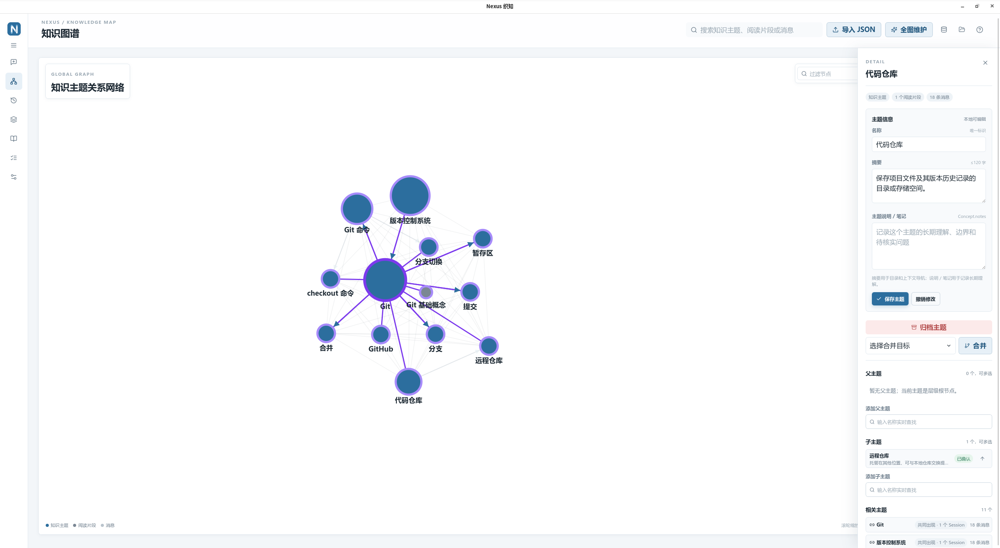 Nexus 织知
NEXUS / KNOWLEDGE MAP
知识图谱
搜索知识主题、阅读片段或消息
导入 JSON
全图维护
GLOBAL GRAPH
知识主题关系网络
过滤节点
版本控制系统
Git 命令
暂存区
分支切换
checkout 命令
Git
Git 基础概念
提交
合并
GitHub
分支
远程仓库
代码仓库
知识主题
阅读片段
消息
滚轮缩放
DETAIL
代码仓库
知识主题
1 个阅读片段
18 条消息
主题信息
本地可编辑
名称
唯一标识
代码仓库
摘要
≤120 字
保存项目文件及其版本历史记录的
目录或存储空间。
主题说明 / 笔记
Concept.notes
记录这个主题的长期理解、边界和
待核实问题
摘要用于目录和上下文导航；说明 / 笔记用于记录长期理
解。
保存主题
撤销修改
归档主题
选择合并目标
合并
父主题
0 个，可多选
暂无父主题；当前主题是层级根节点。
添加父主题
输入名称实时查找
子主题
1 个，可多选
远程仓库
托管在其他位置、可与本地仓库交换提...
已确认
添加子主题
输入名称实时查找
相关主题
11 个
Git
共同出现 · 1 个 Session
18 条消息
版本控制系统
共同出现 · 1 个 Session
18 条消息